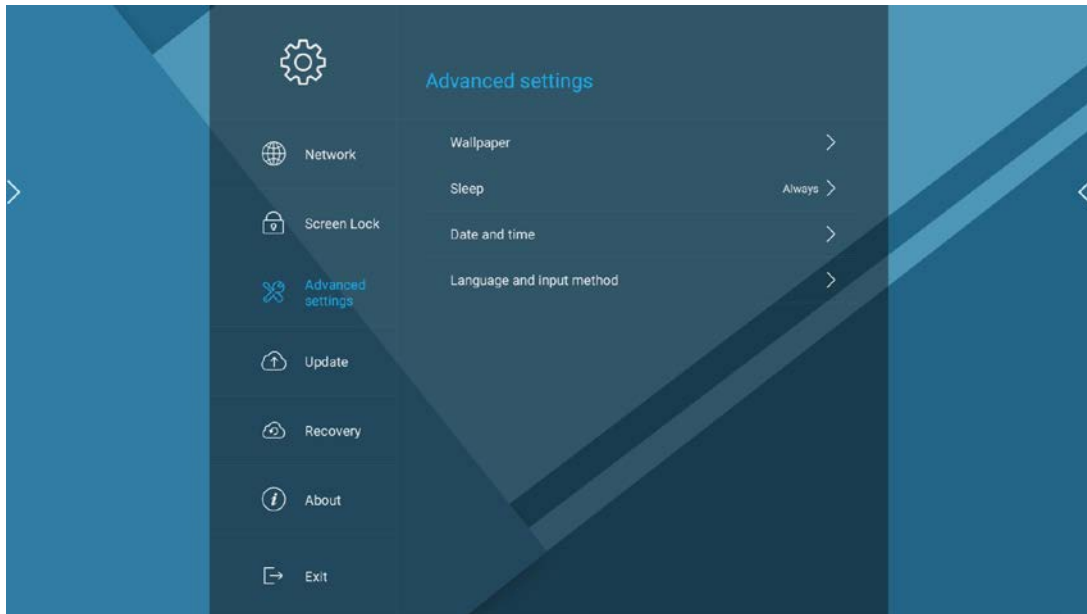 Advanced settings
Network
Screen Lock
Advanced
settings
Update
Recovery
About
Exit
Wallpaper
Sleep Always
Date and time
Language and input method